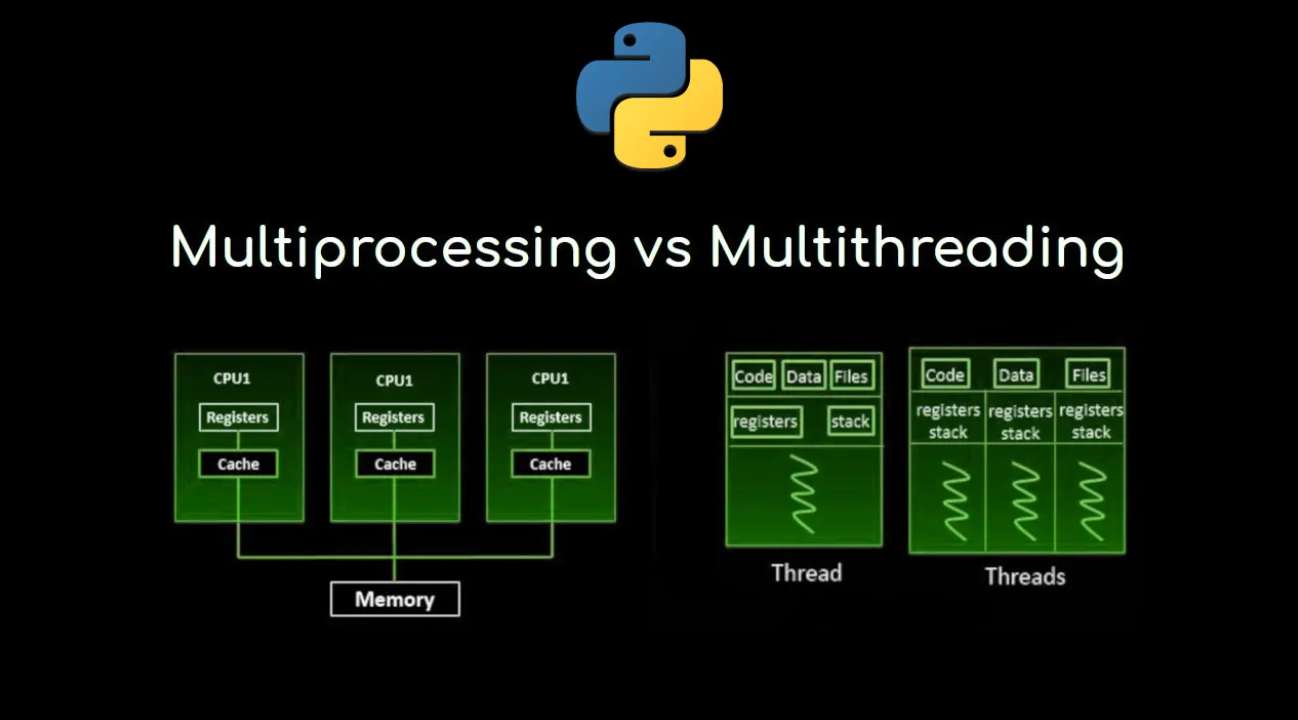 Multiprocessing vs Multithreading
CPU1
Registers
Cache
CPU1
Registers
Cache
CPU1
Registers
Cache
Memory
Code Data Files
registers stack
Thread
Code Data Files
registers registers registers
stack stack stack
Threads